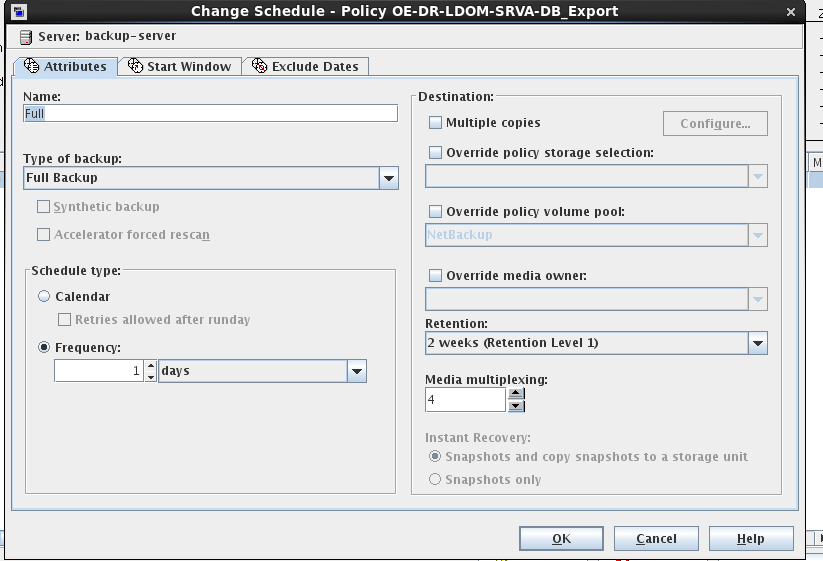 Change Schedule - Policy OE-DR-LDOM-SRVA-DB_Export
Server: backup-server
Attributes
Start Window
Exclude Dates
Name:
Full
Type of backup:
Full Backup
Synthetic backup
Accelerator forced rescan
Schedule type:
Calendar
Retries allowed after runday
Frequency:
1 days
Destination:
Multiple copies
Configure...
Override policy storage selection:
Override policy volume pool:
NetBackup
Override media owner:
Retention:
2 weeks (Retention Level 1)
Media multiplexing:
4
Instant Recovery:
Snapshots and copy snapshots to a storage unit
Snapshots only
OK
Cancel
Help